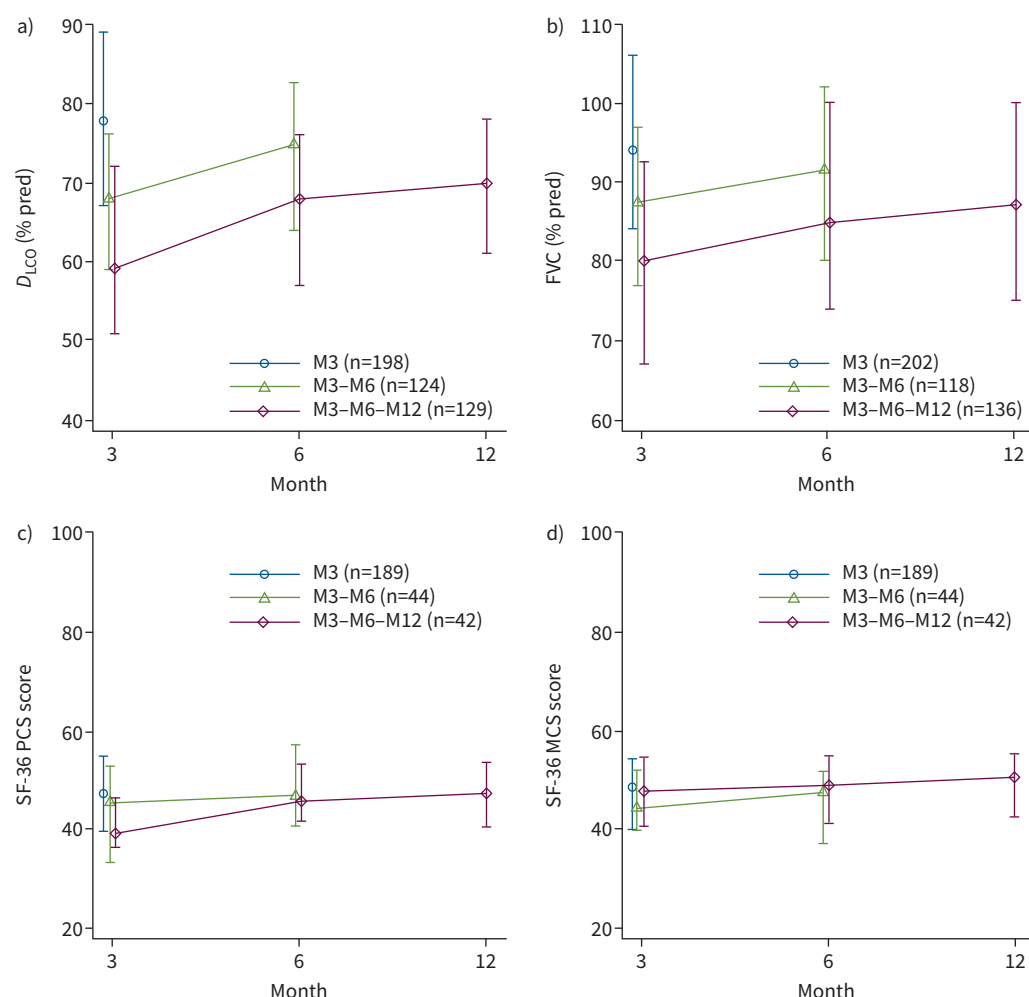 a)
90
80
70
60
50
40
D_LCO (% pred)
M3 (n=198)
M3–M6 (n=124)
M3–M6–M12 (n=129)
3
6
12
Month
b)
110
100
90
80
70
60
FVC (% pred)
M3 (n=202)
M3–M6 (n=118)
M3–M6–M12 (n=136)
3
6
12
Month
c)
100
80
60
40
20
SF-36 PCS score
M3 (n=189)
M3–M6 (n=44)
M3–M6–M12 (n=42)
3
6
12
Month
d)
100
80
60
40
20
SF-36 MCS score
M3 (n=189)
M3–M6 (n=44)
M3–M6–M12 (n=42)
3
6
12
Month